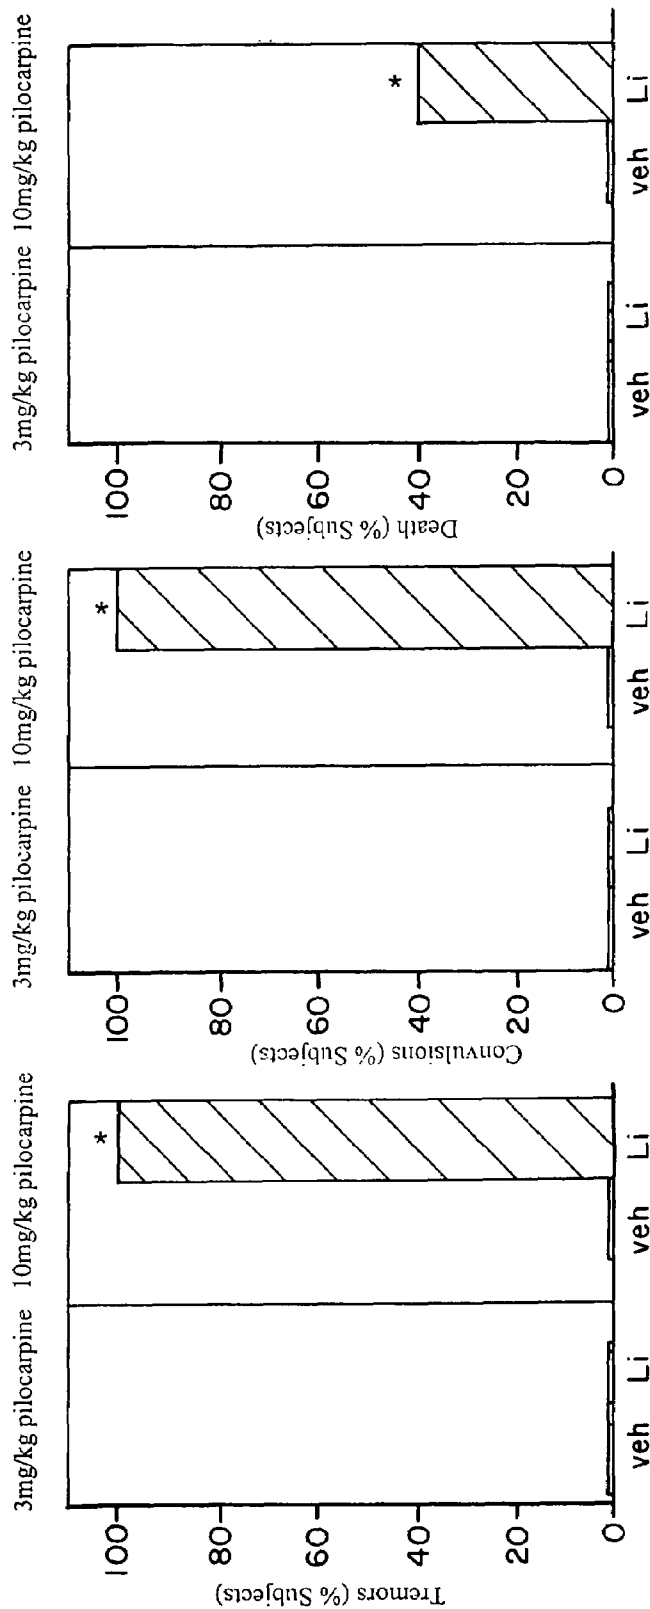 3mg/kg pilocarpine 10mg/kg pilocarpine
Tremors (% Subjects)
100
80
60
40
20
0
*
veh Li veh Li
3mg/kg pilocarpine 10mg/kg pilocarpine
Convulsions (% Subjects)
100
80
60
40
20
0
*
veh Li veh Li
3mg/kg pilocarpine 10mg/kg pilocarpine
Death (% Subjects)
100
80
60
40
20
0
*
veh Li veh Li